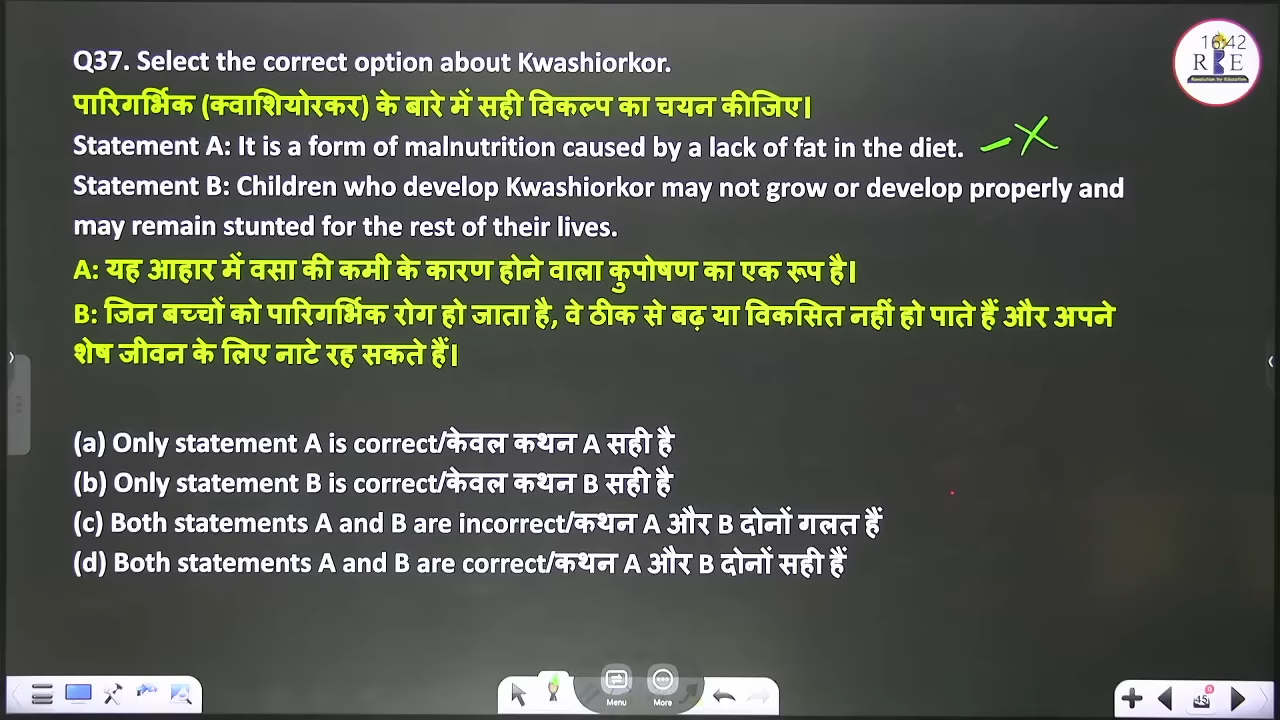 16:42
R E
Revolution by Education
Q37. Select the correct option about Kwashiorkor.
पारिगर्भिक (क्वाशियोरकर) के बारे में सही विकल्प का चयन कीजिए।
Statement A: It is a form of malnutrition caused by a lack of fat in the diet.
Statement B: Children who develop Kwashiorkor may not grow or develop properly and
may remain stunted for the rest of their lives.
A: यह आहार में वसा की कमी के कारण होने वाला कुपोषण का एक रूप है।
B: जिन बच्चों को पारिगर्भिक रोग हो जाता है, वे ठीक से बढ़ या विकसित नहीं हो पाते हैं और अपने
शेष जीवन के लिए नाटे रह सकते हैं।
(a) Only statement A is correct/केवल कथन A सही है
(b) Only statement B is correct/केवल कथन B सही है
(c) Both statements A and B are incorrect/कथन A और B दोनों गलत हैं
(d) Both statements A and B are correct/कथन A और B दोनों सही हैं
Menu
More